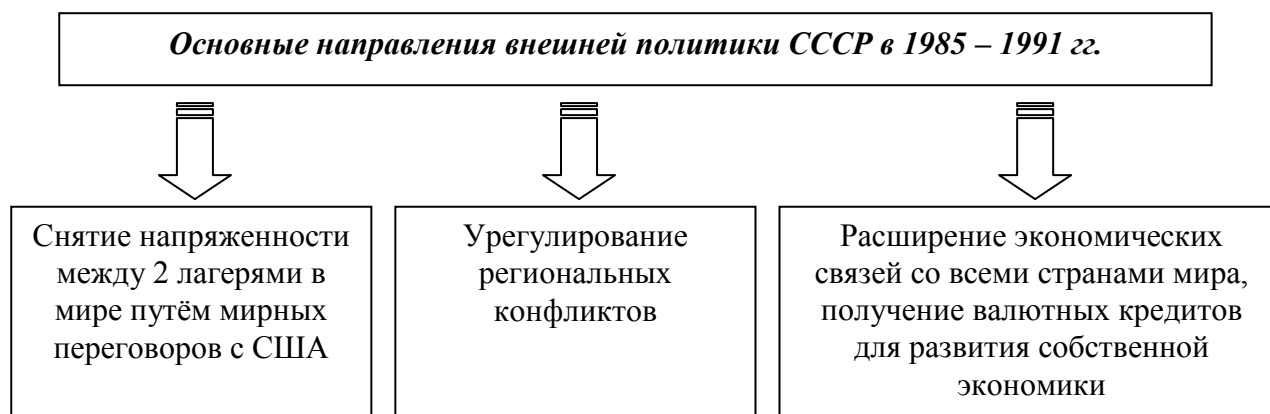 Основные направления внешней политики СССР в 1985 – 1991 гг.
Снятие напряженности
между 2 лагерями в
мире путём мирных
переговоров с США
Урегулирование
региональных
конфликтов
Расширение экономических
связей со всеми странами мира,
получение валютных кредитов
для развития собственной
экономики